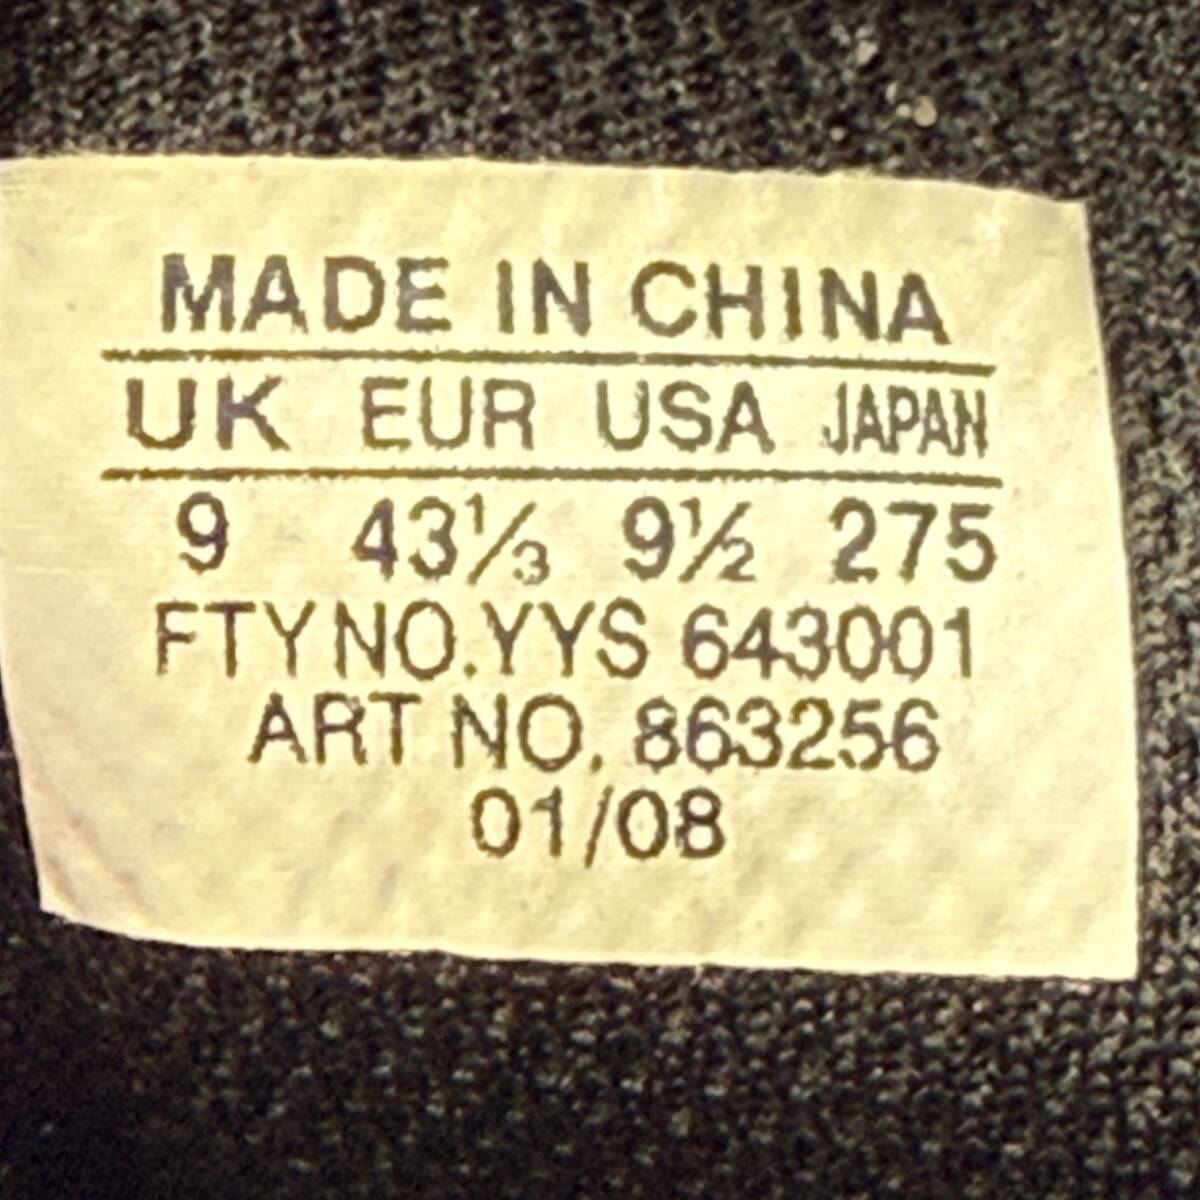 MADE IN CHINA
UK EUR USA JAPAN
9 43⅓ 9½ 275
FTY NO.YYS 643001
ART NO. 863256
01/08